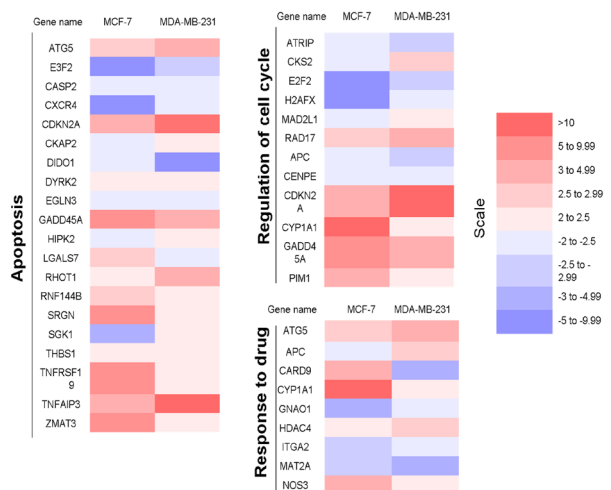 Apoptosis
Gene name MCF-7 MDA-MB-231
ATG5
E3F2
CASP2
CXCR4
CDKN2A
CKAP2
DIDO1
DYRK2
EGLN3
GADD45A
HIPK2
LGALS7
RHOT1
RNF144B
SRGN
SGK1
THBS1
TNFRSF1
9
TNFAIP3
ZMAT3
Regulation of cell cycle
Gene name MCF-7 MDA-MB-231
ATRIP
CKS2
E2F2
H2AFX
MAD2L1
RAD17
APC
CENPE
CDKN2
A
CYP1A1
GADD4
5A
PIM1
Response to drug
Gene name MCF-7 MDA-MB-231
ATG5
APC
CARD9
CYP1A1
GNAO1
HDAC4
ITGA2
MAT2A
NOS3
Scale
>10
5 to 9.99
3 to 4.99
2.5 to 2.99
2 to 2.5
-2 to -2.5
-2.5 to -
2.99
-3 to -4.99
-5 to -9.99